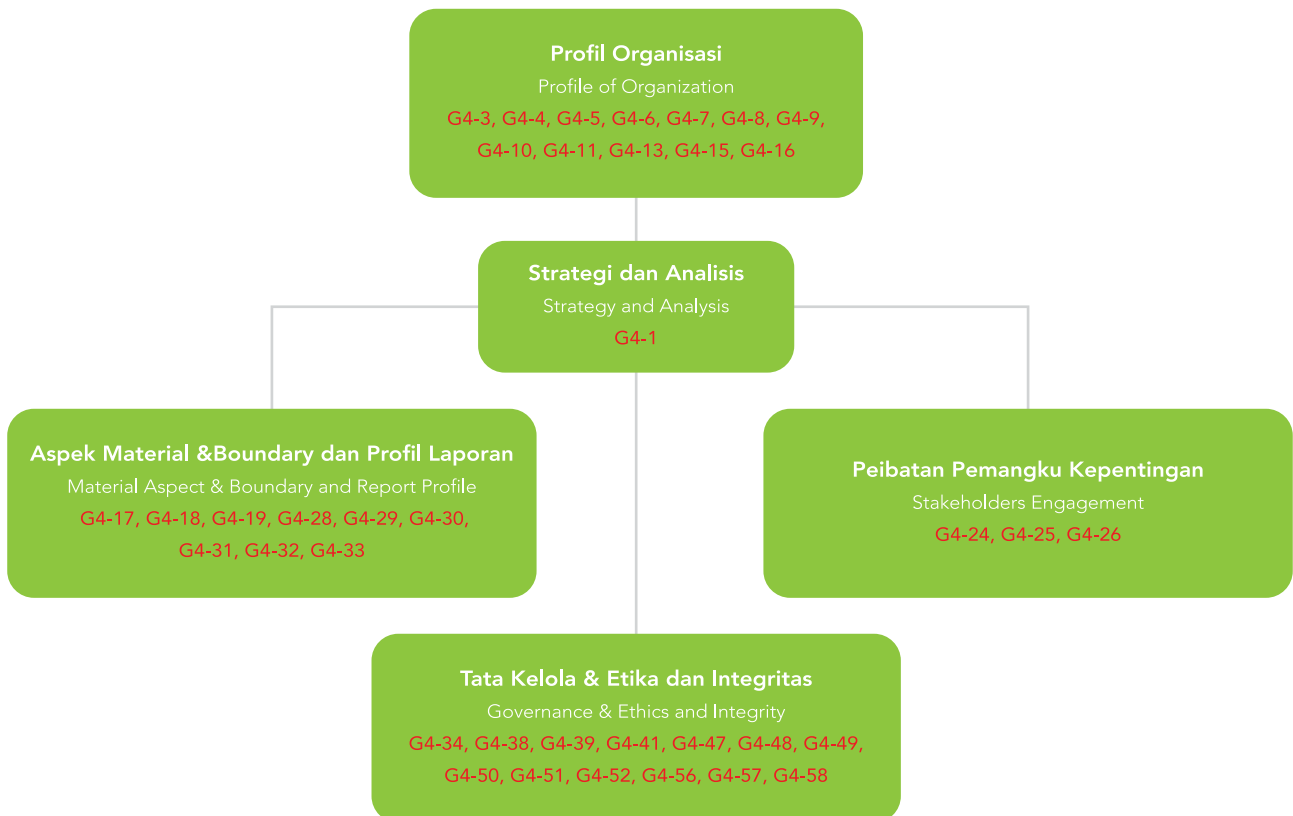 Profil Organisasi
Profile of Organization
G4-3, G4-4, G4-5, G4-6, G4-7, G4-8, G4-9,
G4-10, G4-11, G4-13, G4-15, G4-16
Strategi dan Analisis
Strategy and Analysis
G4-1
Aspek Material &Boundary dan Profil Laporan
Material Aspect & Boundary and Report Profile
G4-17, G4-18, G4-19, G4-28, G4-29, G4-30,
G4-31, G4-32, G4-33
Peibatan Pemangku Kepentingan
Stakeholders Engagement
G4-24, G4-25, G4-26
Tata Kelola & Etika dan Integritas
Governance & Ethics and Integrity
G4-34, G4-38, G4-39, G4-41, G4-47, G4-48, G4-49,
G4-50, G4-51, G4-52, G4-56, G4-57, G4-58